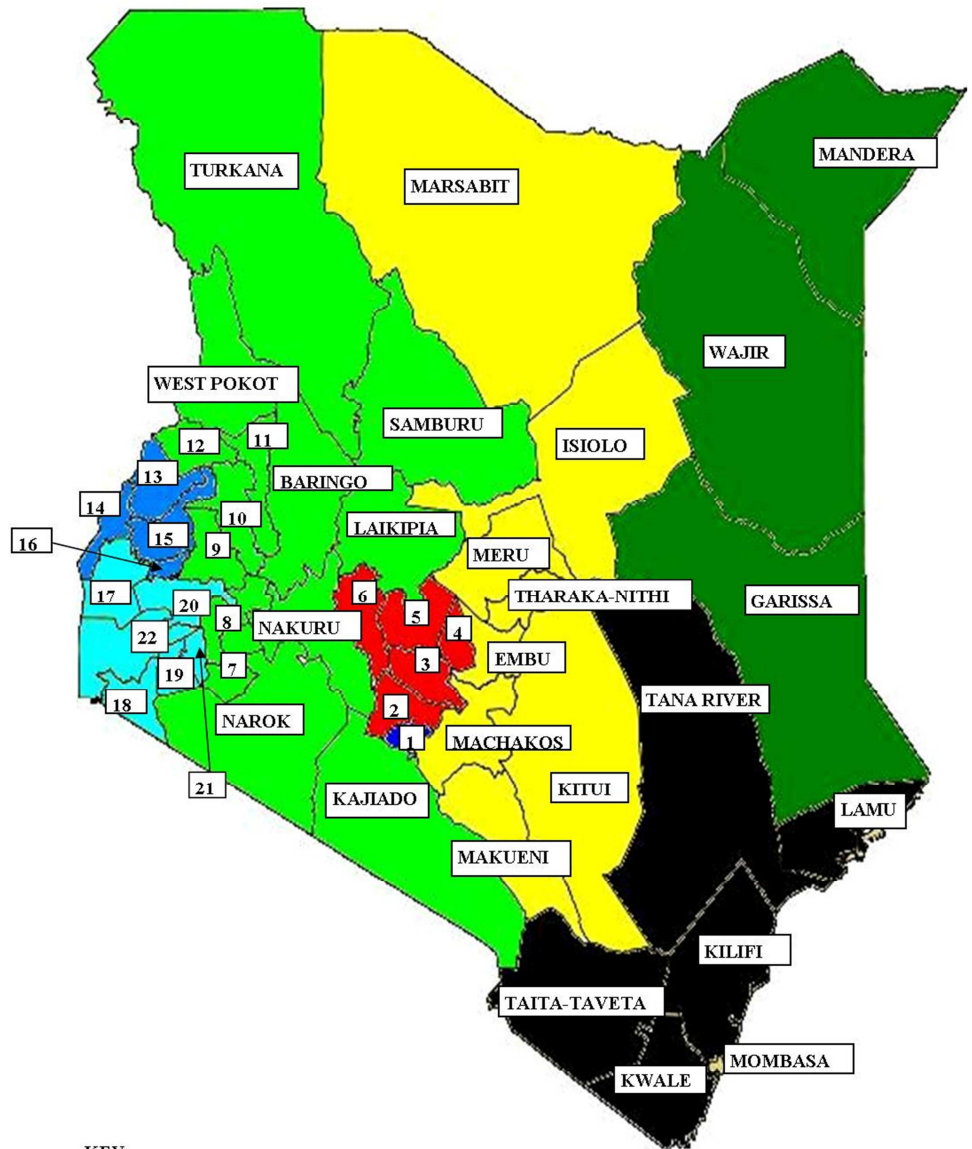 MANDERA
TURKANA
MARSABIT
WAJIR
WEST POKOT
SAMBURU
12
11
ISIOLO
13
BARINGO
14
10
LAIKIPIA
15
16
9
MERU
17
6
THARAKA-NITHI
GARISSA
20
5
8
NAKURU
4
22
EMBU
3
19
7
TANA RIVER
18
2
NAROK
1
MACHAKOS
21
KAJIADO
KITUI
LAMU
MAKUENI
KILIFI
TAITA-TAVETA
MOMBASA
KWALE
KEY